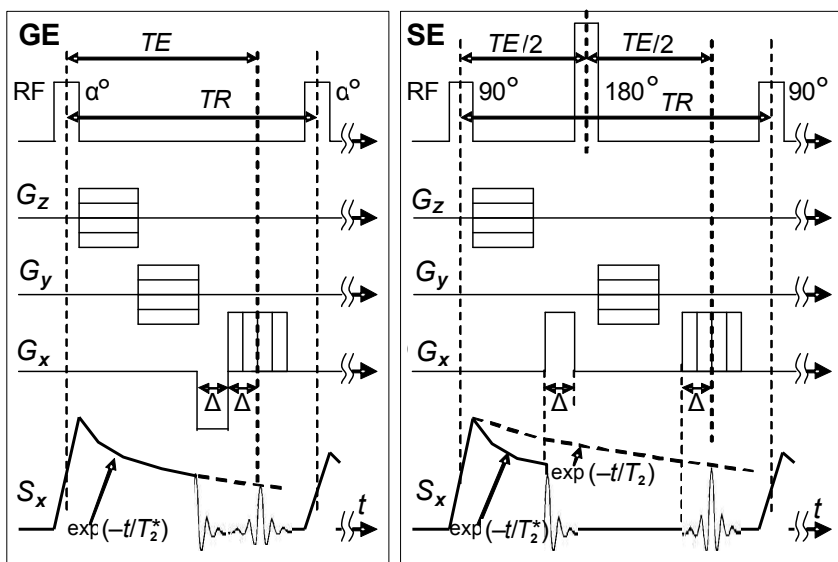 GE
TE
RF
α°
α°
TR
Gz
Gy
Gx
Δ
Δ
Sx
exp(–t/T2*)
t
SE
TE/2
TE/2
RF
90°
180°
TR
90°
Gz
Gy
Gx
Δ
Δ
exp(–t/T2)
Sx
exp(–t/T2*)
t